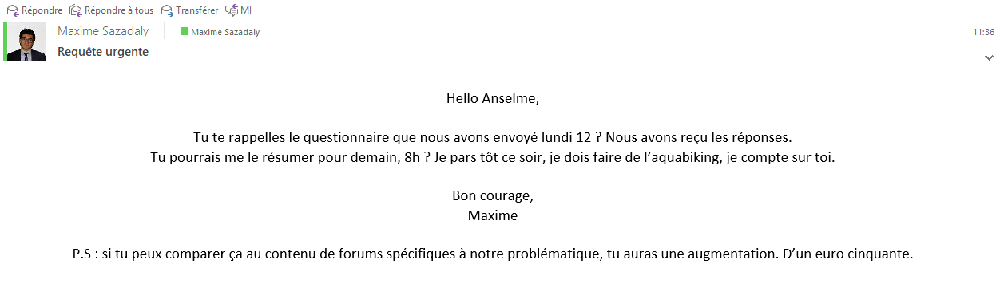 Répondre Répondre à tous Transférer MI
Maxime Sazadaly Maxime Sazadaly 11:36
Requête urgente
Hello Anselme,
Tu te rappelles le questionnaire que nous avons envoyé lundi 12 ? Nous avons reçu les réponses.
Tu pourrais me le résumer pour demain, 8h ? Je pars tôt ce soir, je dois faire de l’aquabiking, je compte sur toi.
Bon courage,
Maxime
P.S : si tu peux comparer ça au contenu de forums spécifiques à notre problématique, tu auras une augmentation. D’un euro cinquante.